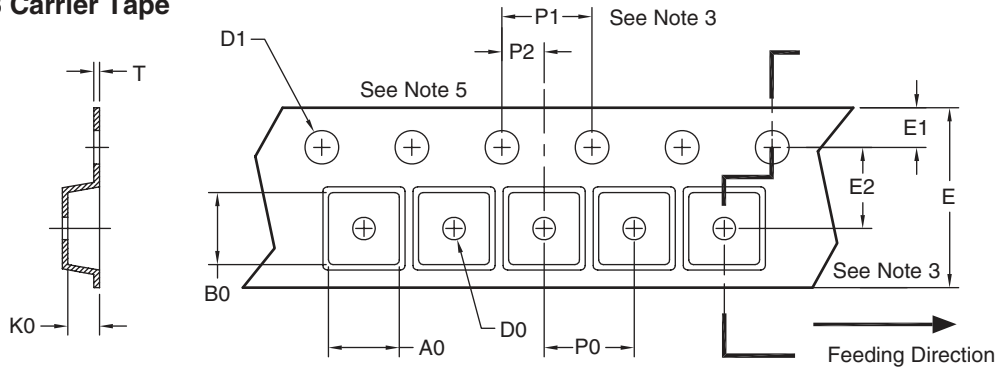 Carrier Tape
P1
See Note 3
D1
P2
T
See Note 5
E1
E2
E
B0
See Note 3
K0
A0
D0
P0
Feeding Direction